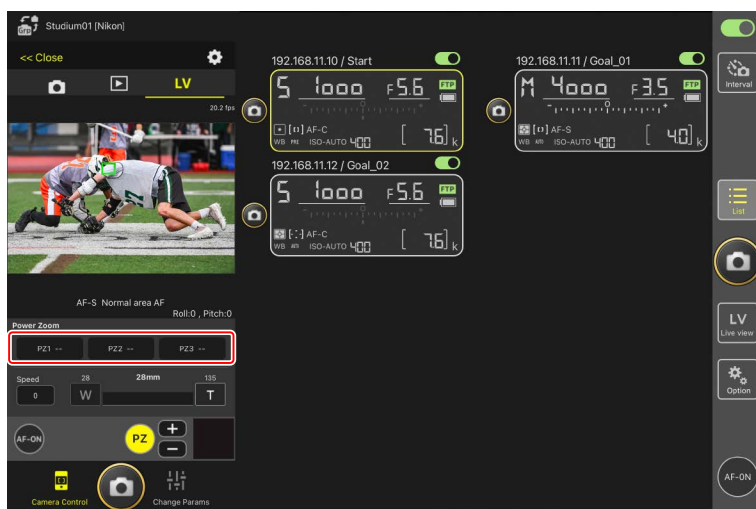 Grp Studium01 [Nikon]
<< Close
LV
20.2 fps
AF-S Normal area AF
Roll:0 , Pitch:0
Power Zoom
PZ1 -- PZ2 -- PZ3 --
Speed 28 28mm 135
0 W T
AF-ON PZ + −
Camera Control Change Params
192.168.11.10 / Start
S 1000 F5.6 FTP
[ı¤ı] AF-C [ 7.6] k
WB PRE ISO-AUTO 400
192.168.11.11 / Goal_01
M 4000 F3.5 FTP
AF-S [ 4.0] k
WB ISO-AUTO 400
192.168.11.12 / Goal_02
S 1000 F5.6 FTP
AF-C [ 7.6] k
WB ISO-AUTO 400
Interval
List
LV
Live view
Option
AF-ON